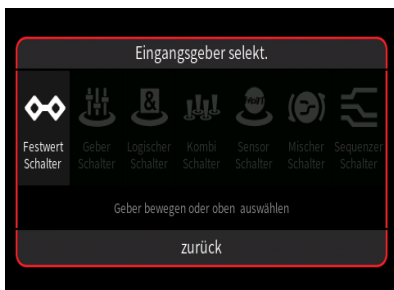 Eingangsgeber selekt.
&
Volt
Festwert Geber Logischer Kombi Sensor Mischer Sequenzer
Schalter Schalter Schalter Schalter Schalter Schalter Schalter
Geber bewegen oder oben auswählen
zurück